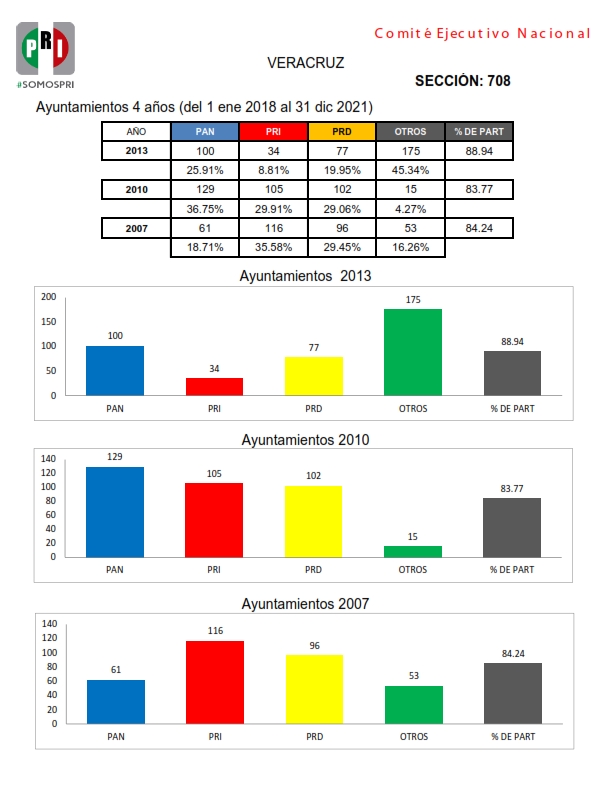 Comité Ejecutivo Nacional
PRI
#SOMOSPRI
VERACRUZ
SECCIÓN: 708
Ayuntamientos 4 años (del 1 ene 2018 al 31 dic 2021)
AÑO PAN PRI PRD OTROS % DE PART
2013 100 34 77 175 88.94
25.91% 8.81% 19.95% 45.34%
2010 129 105 102 15 83.77
36.75% 29.91% 29.06% 4.27%
2007 61 116 96 53 84.24
18.71% 35.58% 29.45% 16.26%
Ayuntamientos 2013
200
150
100
50
0
100 34 77 175 88.94
PAN PRI PRD OTROS % DE PART
Ayuntamientos 2010
140
120
100
80
60
40
20
0
129 105 102 15 83.77
PAN PRI PRD OTROS % DE PART
Ayuntamientos 2007
140
120
100
80
60
40
20
0
61 116 96 53 84.24
PAN PRI PRD OTROS % DE PART